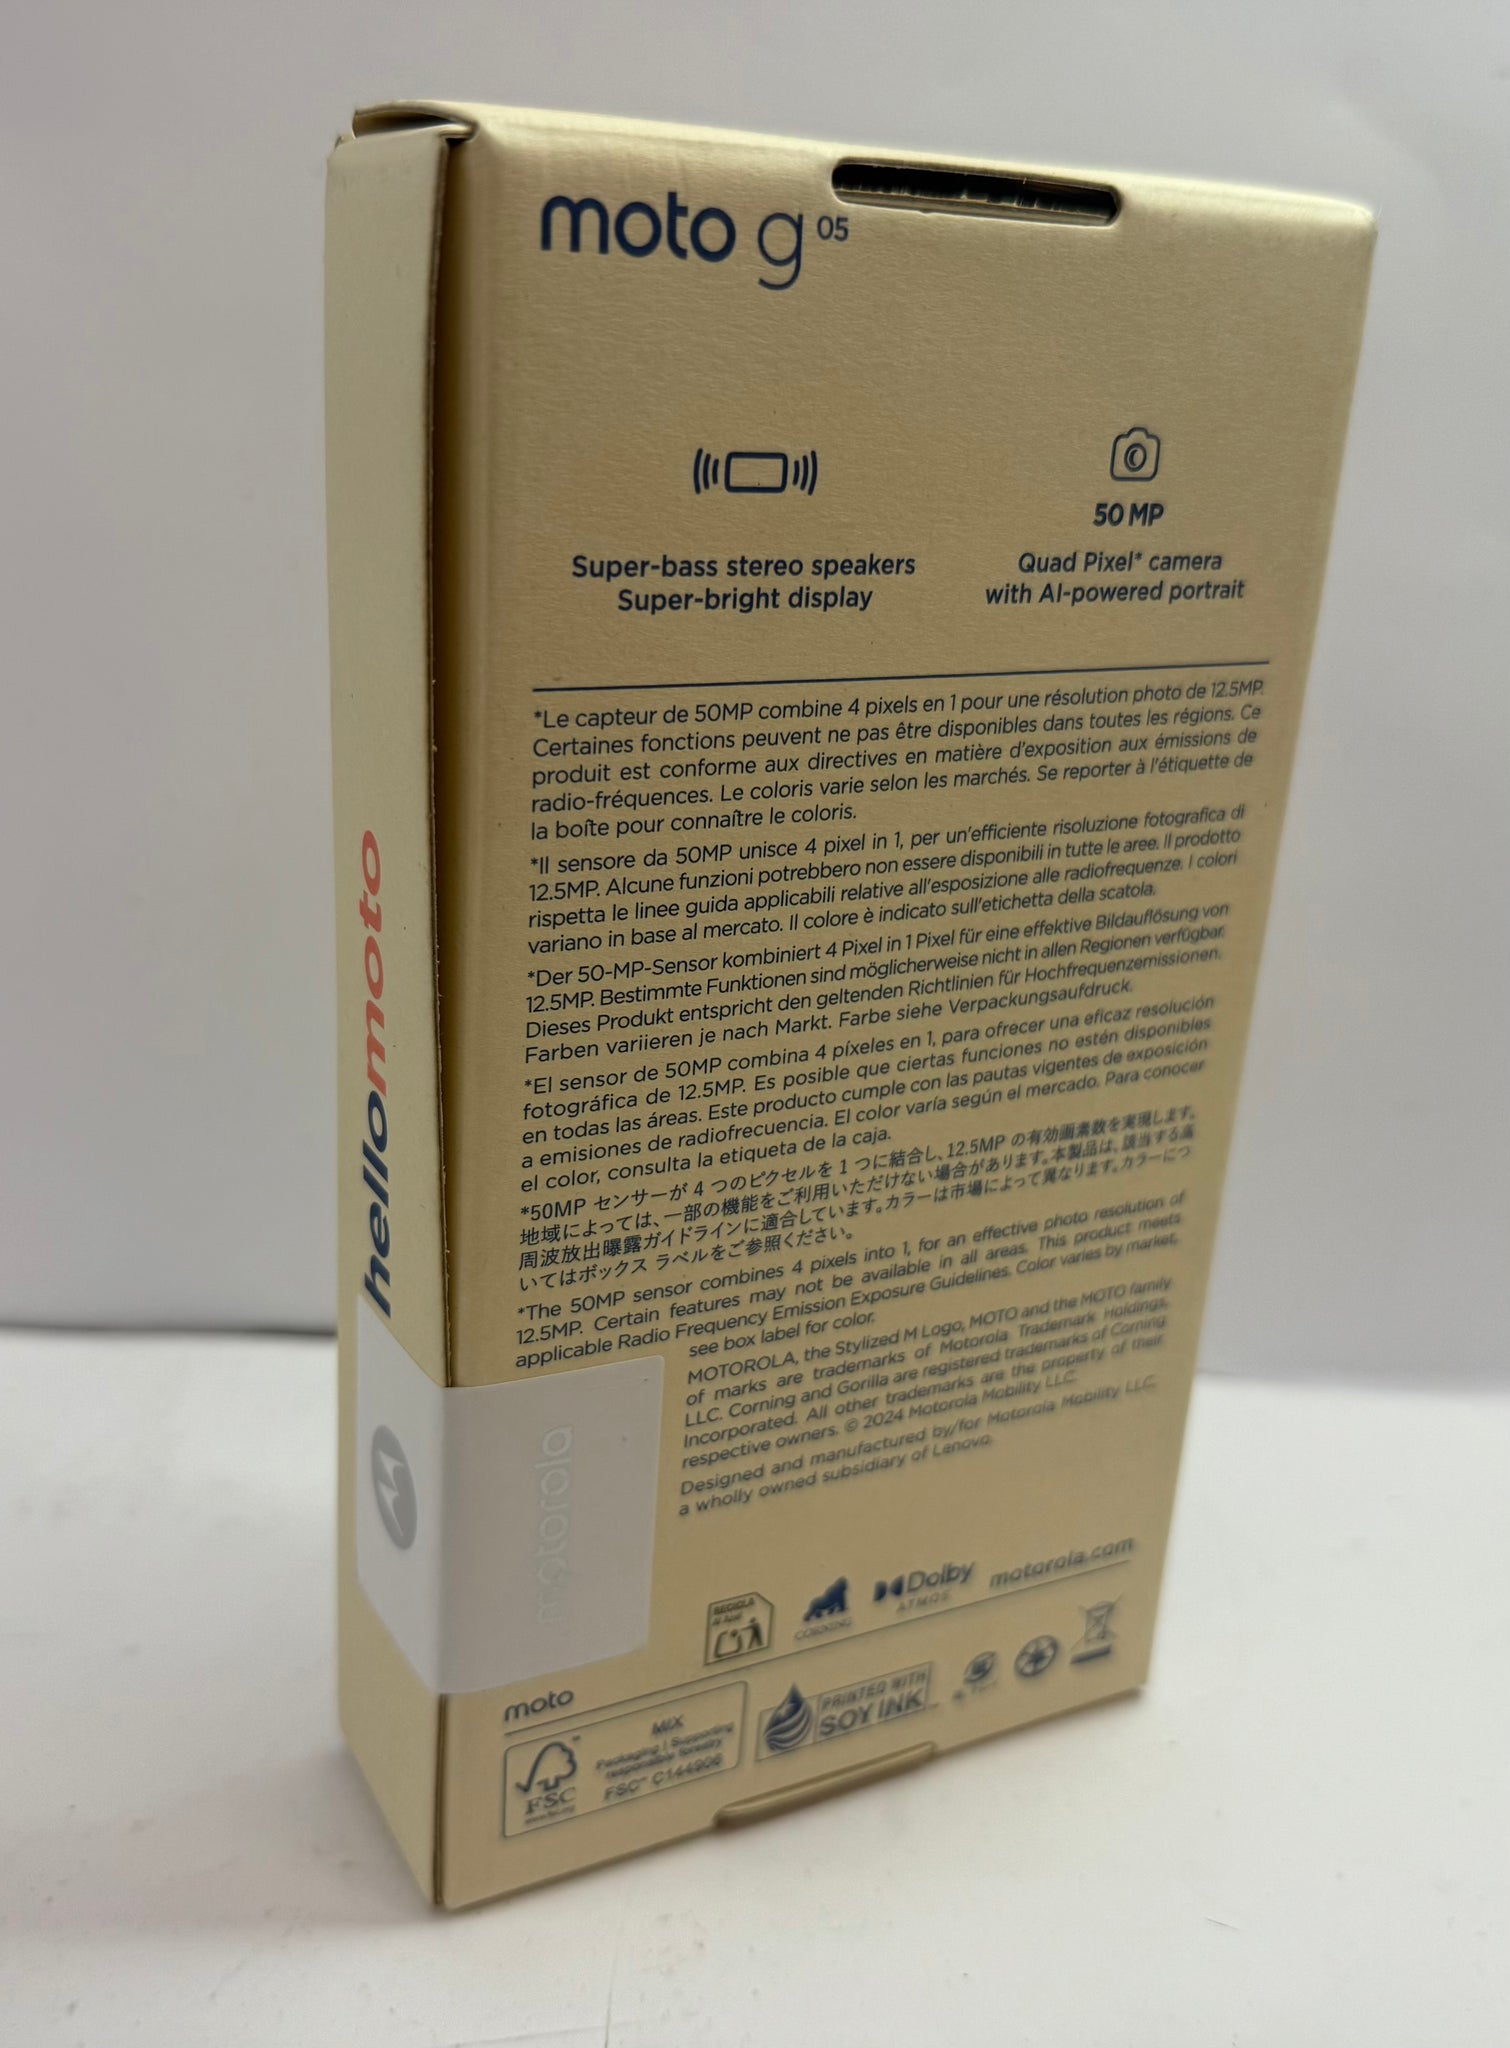 moto g 05
Super-bass stereo speakers
Super-bright display
50 MP
Quad Pixel* camera
with AI-powered portrait
*Le capteur de 50MP combine 4 pixels en 1 pour une résolution photo de 12.5MP.
Certaines fonctions peuvent ne pas être disponibles dans toutes les régions. Ce
produit est conforme aux directives en matière d'exposition aux émissions de
radio-fréquences. Le coloris varie selon les marchés. Se reporter à l'étiquette de
la boîte pour connaître le coloris.
*Il sensore da 50MP unisce 4 pixel in 1, per un'efficiente risoluzione fotografica di
12.5MP. Alcune funzioni potrebbero non essere disponibili in tutte le aree. Il prodotto
rispetta le linee guida applicabili relative all'esposizione alle radiofrequenze. I colori
variano in base al mercato. Il colore è indicato sull'etichetta della scatola.
*Der 50-MP-Sensor kombiniert 4 Pixel in 1 Pixel für eine effektive Bildauflösung von
12.5MP. Bestimmte Funktionen sind möglicherweise nicht in allen Regionen verfügbar.
Dieses Produkt entspricht den geltenden Richtlinien für Hochfrequenzemissionen.
Farben variieren je nach Markt. Farbe siehe Verpackungsaufdruck.
*El sensor de 50MP combina 4 píxeles en 1, para ofrecer una eficaz resolución
fotográfica de 12.5MP. Es posible que ciertas funciones no estén disponibles
en todas las áreas. Este producto cumple con las pautas vigentes de exposición
a emisiones de radiofrecuencia. El color varía según el mercado. Para conocer
el color, consulta la etiqueta de la caja.
*50MP センサーが 4 つのピクセルを 1 つに結合し、12.5MP の有効画素数を実現します。
地域によっては、一部の機能をご利用いただけない場合があります。本製品は、該当する高
周波放出曝露ガイドラインに適合しています。カラーは市場によって異なります。カラーにつ
いてはボックス ラベルをご参照ください。
*The 50MP sensor combines 4 pixels into 1, for an effective photo resolution of
12.5MP. Certain features may not be available in all areas. This product meets
applicable Radio Frequency Emission Exposure Guidelines. Color varies by market,
see box label for color.
MOTOROLA, the Stylized M Logo, MOTO and the MOTO family
of marks are trademarks of Motorola Trademark Holdings,
LLC. Corning and Gorilla are registered trademarks of Corning
Incorporated. All other trademarks are the property of their
respective owners. © 2024 Motorola Mobility LLC.
Designed and manufactured by/for Motorola Mobility LLC,
a wholly owned subsidiary of Lenovo.
hellomoto
motorola
RECICLA
CORNING
Dolby
ATMOS
motorola.com
moto
FSC
www.fsc.org
MIX
Packaging | Supporting
responsible forestry
FSC™ C144906
PRINTED WITH
SOY INK™